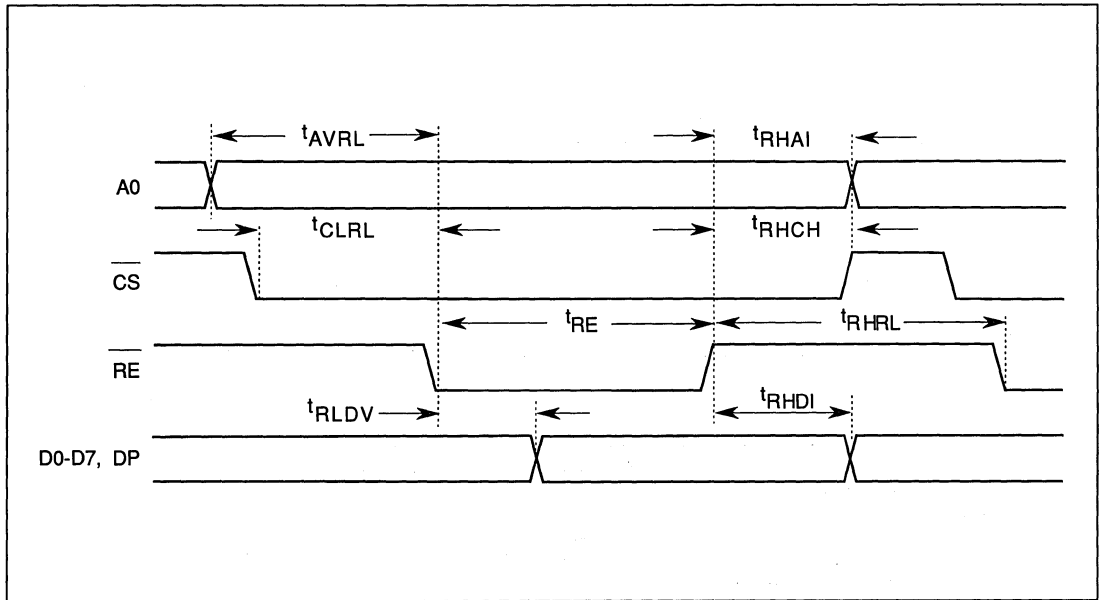 tAVRL tRHAI
A0
tCLRL tRHCH
CS
tRE tRHRL
RE
tRLDV tRHDI
D0-D7, DP